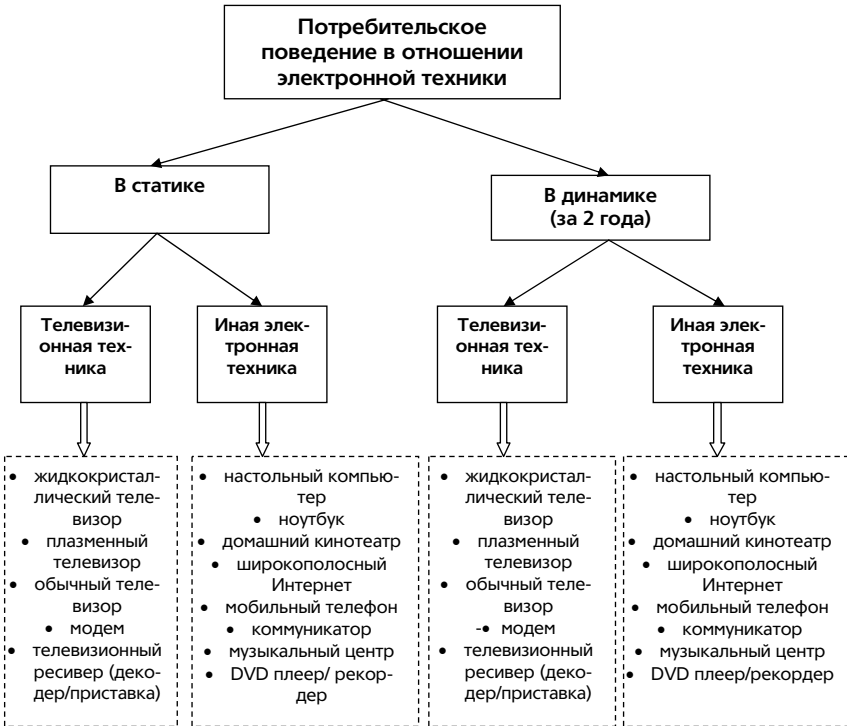 Потребительское
поведение в отношении
электронной техники
В статике
В динамике
(за 2 года)
Телевизи-
онная тех-
ника
Иная элек-
тронная
техника
Телевизи-
онная тех-
ника
Иная элек-
тронная
техника
• жидкокристал-
лический теле-
визор
• плазменный
телевизор
• обычный теле-
визор
• модем
• телевизионный
ресивер (деко-
дер/приставка)
• настольный компью-
тер
• ноутбук
• домашний кинотеатр
• широкополосный
Интернет
• мобильный телефон
• коммуникатор
• музыкальный центр
• DVD плеер/ рекор-
дер
• жидкокристал-
лический теле-
визор
• плазменный
телевизор
• обычный теле-
визор
-• модем
• телевизионный
ресивер (деко-
дер/приставка)
• настольный компью-
тер
• ноутбук
• домашний кинотеатр
• широкополосный
Интернет
• мобильный телефон
• коммуникатор
• музыкальный центр
• DVD плеер/рекордер